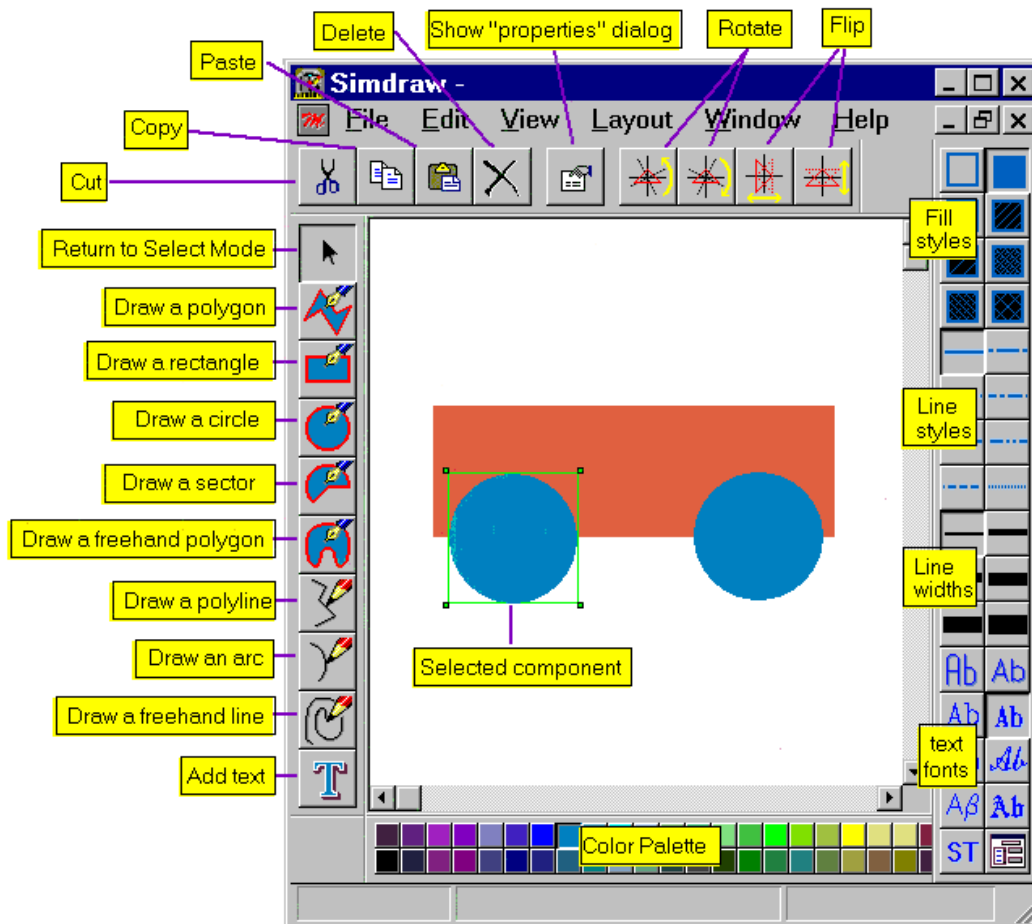 Delete
Show "properties" dialog
Rotate
Flip
Paste
Simdraw -
Copy
File Edit View Layout Window Help
Cut
Fill
styles
Return to Select Mode
Draw a polygon
Draw a rectangle
Draw a circle
Line
styles
Draw a sector
Draw a freehand polygon
Line
widths
Draw a polyline
Draw an arc
Selected component
Ab Ab
Draw a freehand line
Ab Ab
text
fonts
Ab
Add text
T
Aβ Ab
Color Palette
ST